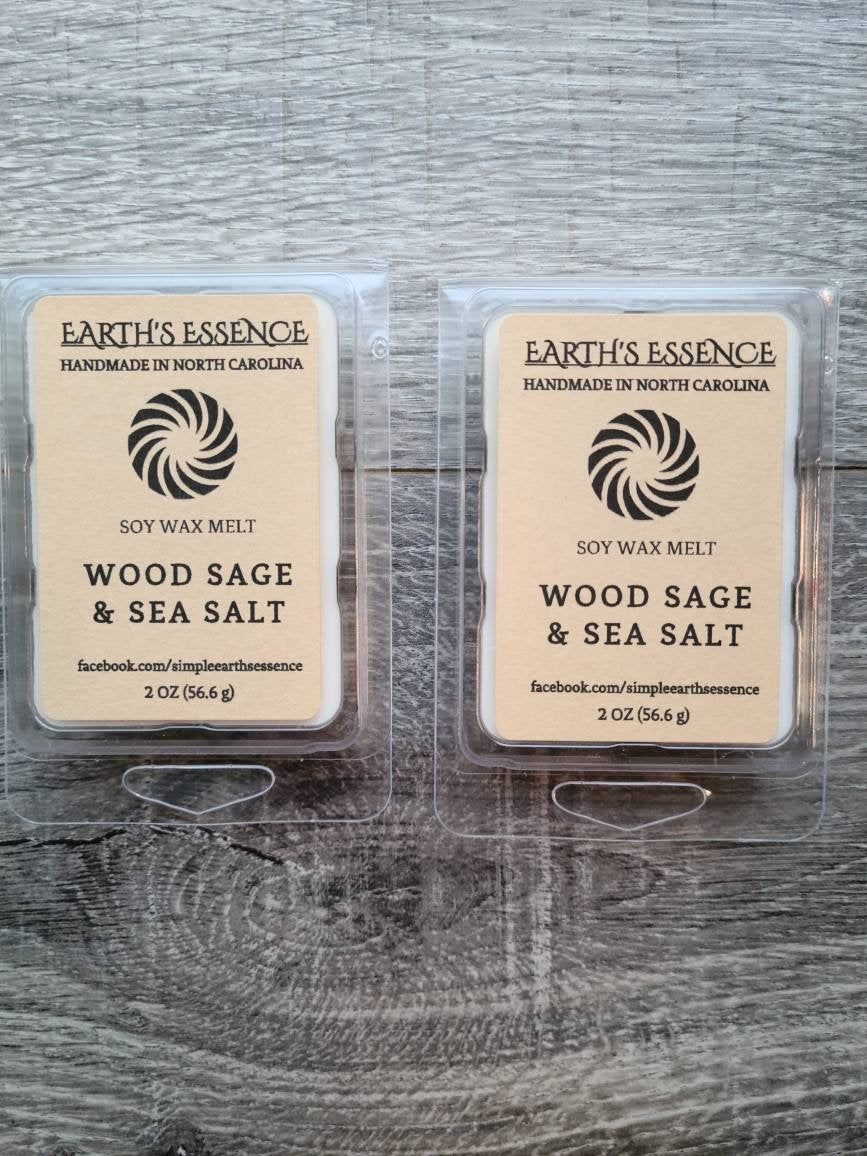 EARTH'S ESSENCE
HANDMADE IN NORTH CAROLINA
SOY WAX MELT
WOOD SAGE
& SEA SALT
facebook.com/simpleearthsessence
2 OZ (56.6 g)
EARTH'S ESSENCE
HANDMADE IN NORTH CAROLINA
SOY WAX MELT
WOOD SAGE
& SEA SALT
facebook.com/simpleearthsessence
2 OZ (56.6 g)